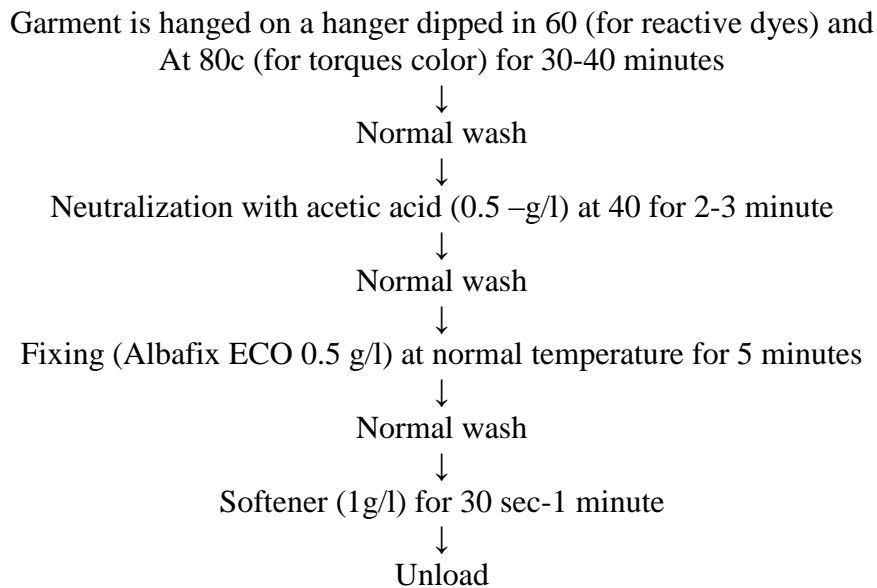 Garment is hanged on a hanger dipped in 60 (for reactive dyes) and
At 80c (for torques color) for 30-40 minutes
↓
Normal wash
↓
Neutralization with acetic acid (0.5 –g/l) at 40 for 2-3 minute
↓
Normal wash
↓
Fixing (Albafix ECO 0.5 g/l) at normal temperature for 5 minutes
↓
Normal wash
↓
Softener (1g/l) for 30 sec-1 minute
↓
Unload